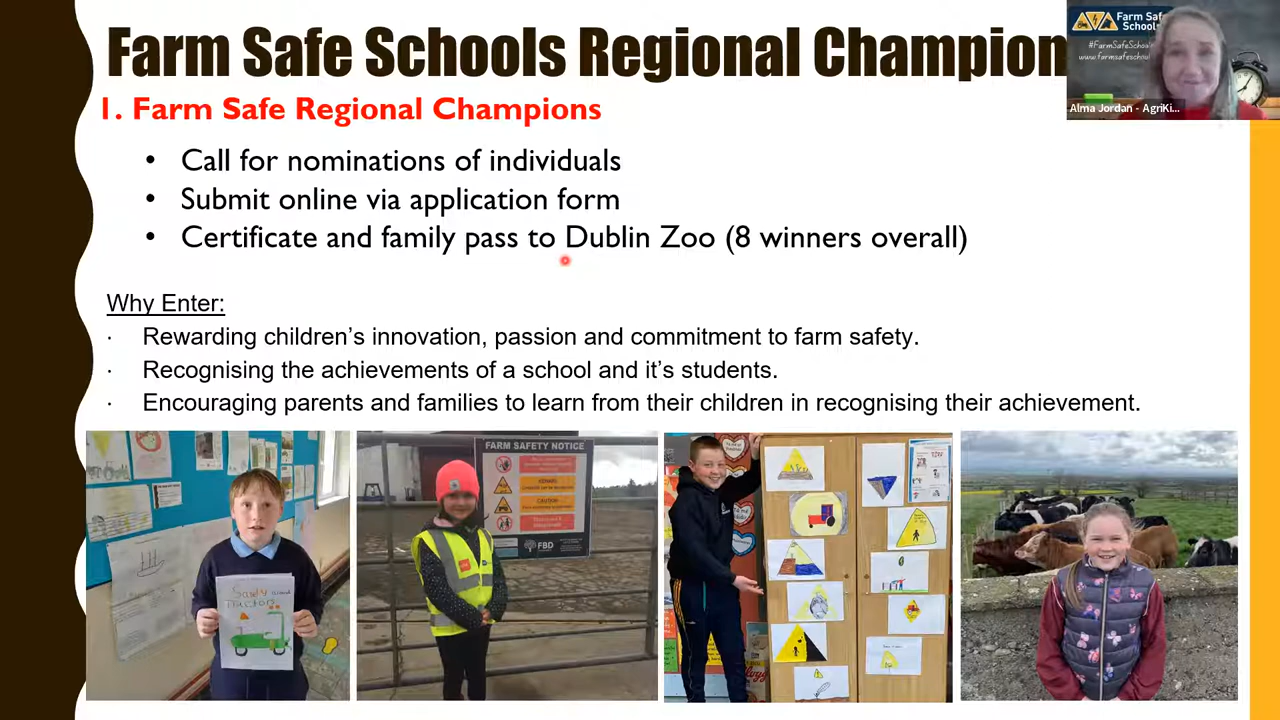 Farm Safe Schools Regional Champion
Farm Safe
Schools
#FarmSafeSchools
www.farmsafeschool
Alma Jordan - AgriKi...
1. Farm Safe Regional Champions
• Call for nominations of individuals
• Submit online via application form
• Certificate and family pass to Dublin Zoo (8 winners overall)
Why Enter:
· Rewarding children's innovation, passion and commitment to farm safety.
· Recognising the achievements of a school and it's students.
· Encouraging parents and families to learn from their children in recognising their achievement.
FARM SAFETY NOTICE
FBD